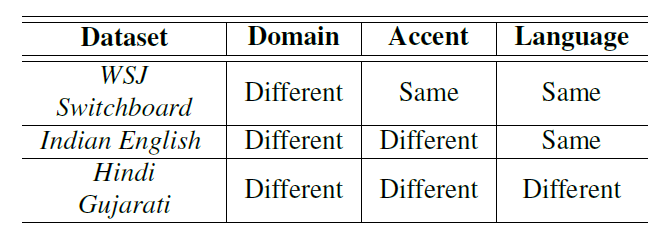 Dataset Domain Accent Language
WSJ
Switchboard
Different Same Same
Indian English Different Different Same
Hindi
Gujarati
Different Different Different